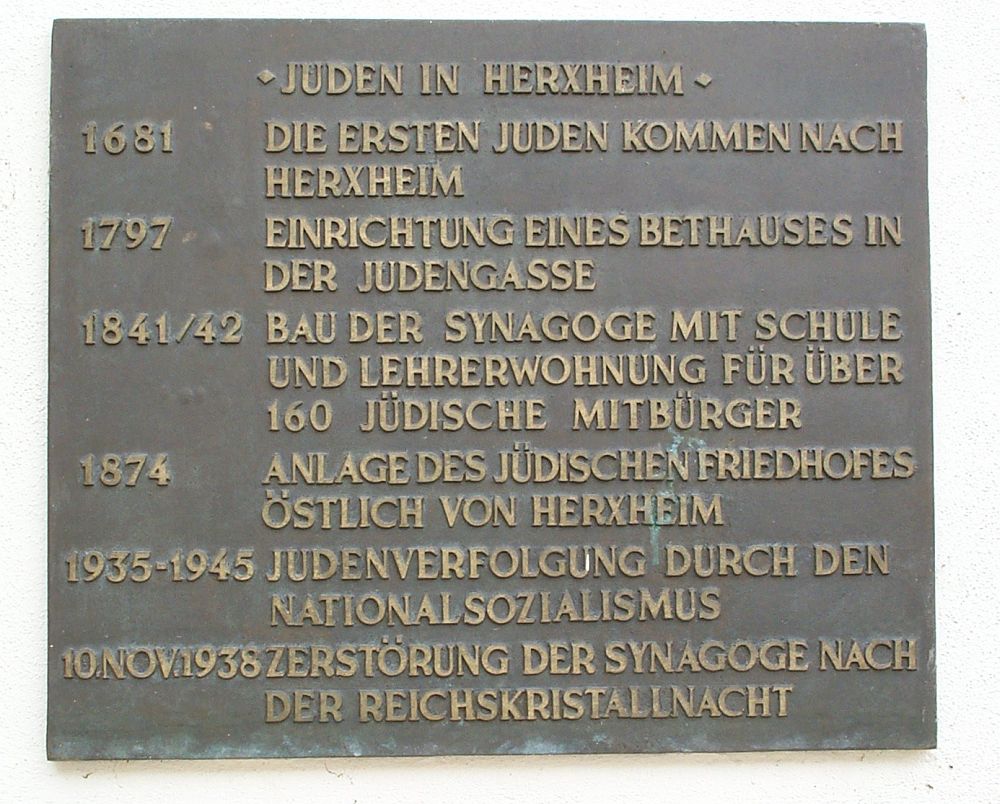 JUDEN IN HERXHEIM
1681 DIE ERSTEN JUDEN KOMMEN NACH
HERXHEIM
1797 EINRICHTUNG EINES BETHAUSES IN
DER JUDENGASSE
1841/42 BAU DER SYNAGOGE MIT SCHULE
UND LEHRERWOHNUNG FÜR ÜBER
160 JÜDISCHE MITBÜRGER
1874 ANLAGE DES JÜDISCHEN FRIEDHOFES
ÖSTLICH VON HERXHEIM
1935-1945 JUDENVERFOLGUNG DURCH DEN
NATIONALSOZIALISMUS
10.NOV.1938 ZERSTÖRUNG DER SYNAGOGE NACH
DER REICHSKRISTALLNACHT